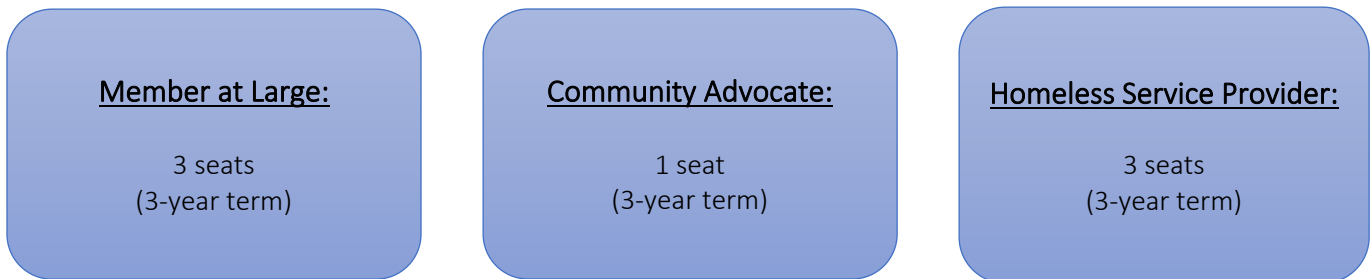 Member at Large:
3 seats
(3-year term)
Community Advocate:
1 seat
(3-year term)
Homeless Service Provider:
3 seats
(3-year term)